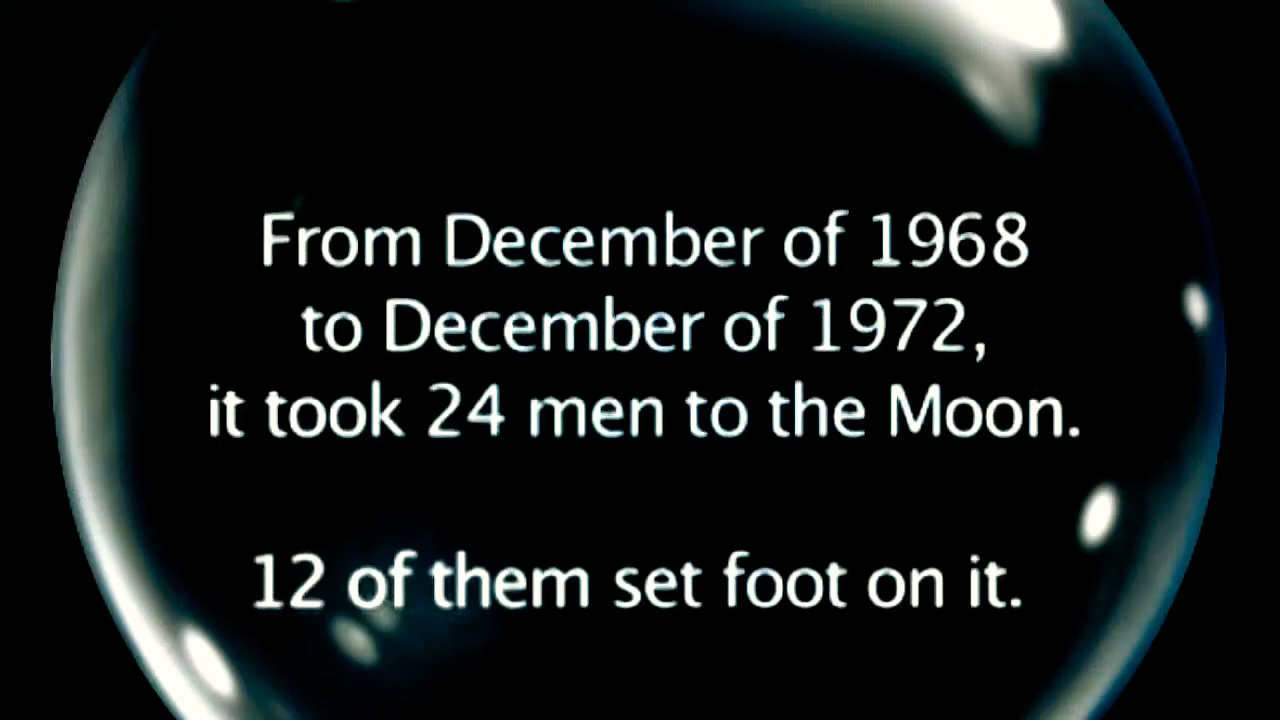 From December of 1968
to December of 1972,
it took 24 men to the Moon.
12 of them set foot on it.